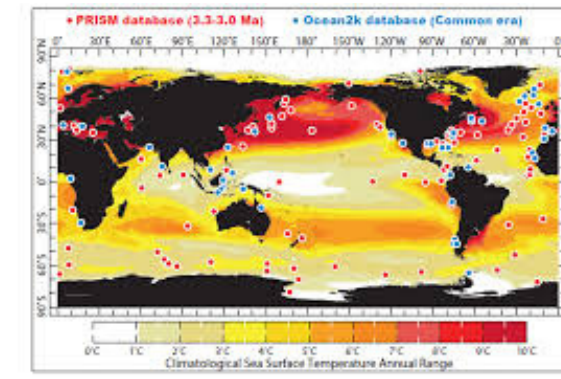 PRISM database (3.3-3.0 Ma) Ocean2k database (Common era)
0° 30°E 60°E 90°E 120°E 150°E 180° 150°W 120°W 90°W 60°W 30°W 0°
90°N
60°N
30°N
0°
30°S
60°S
90°S
0°C 1°C 2°C 3°C 4°C 5°C 6°C 7°C 8°C 9°C 10°C
Climatological Sea Surface Temperature Annual Range